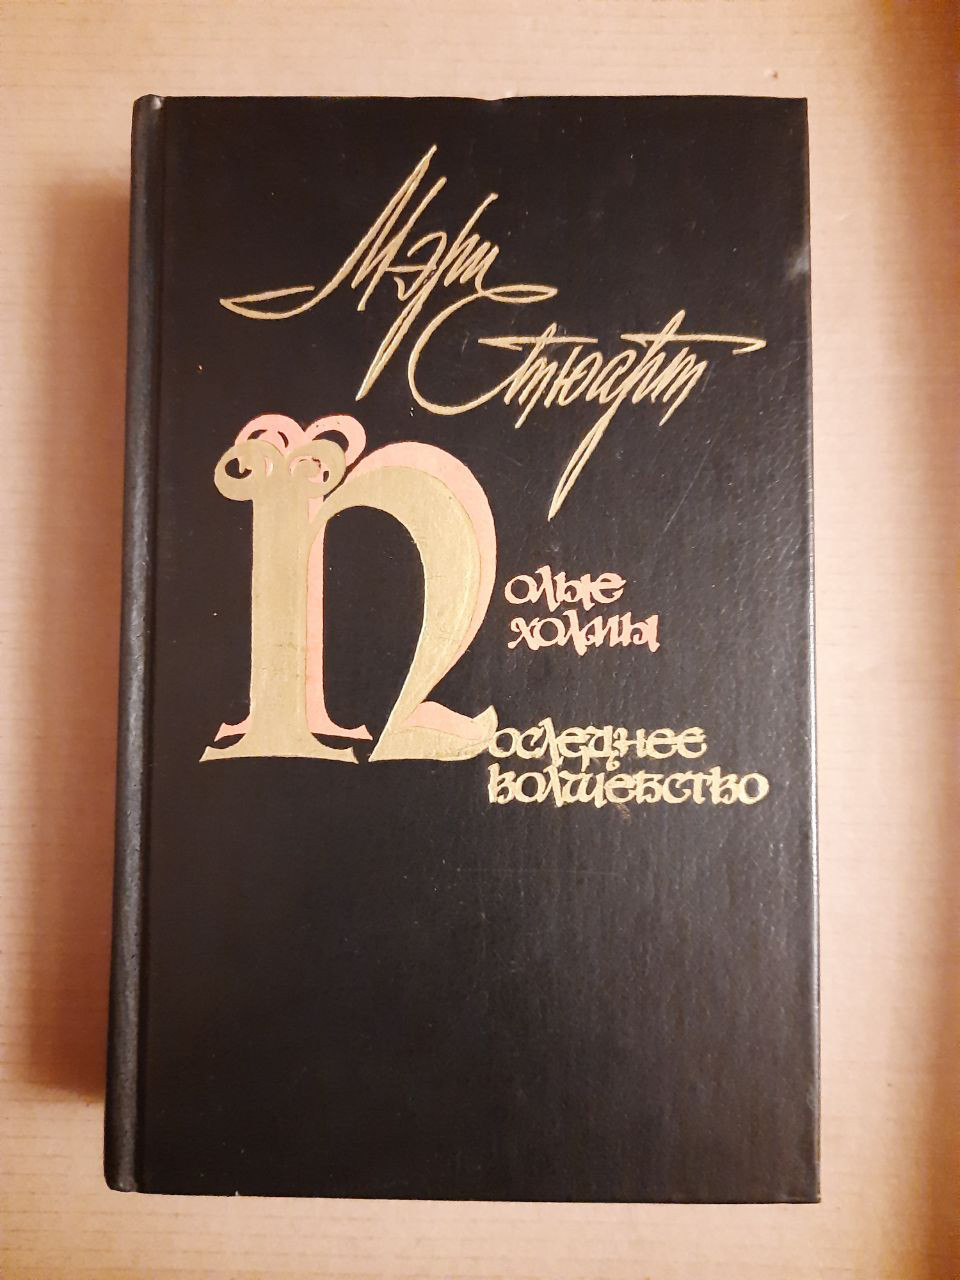 Мэри
Стюарт
Полые
холмы
Последнее
волшебство